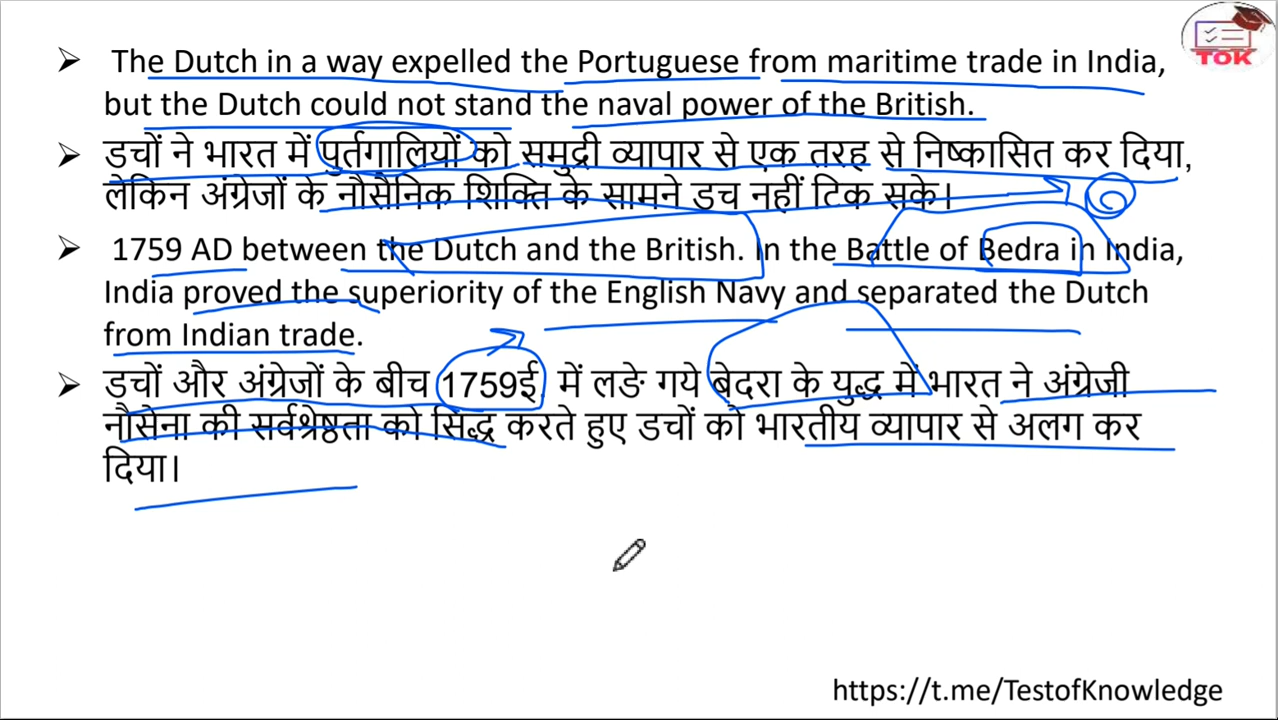 TOK
➢ The Dutch in a way expelled the Portuguese from maritime trade in India,
but the Dutch could not stand the naval power of the British.
➢ डचों ने भारत में पुर्तगालियों को समुद्री व्यापार से एक तरह से निष्कासित कर दिया,
लेकिन अंग्रेजों के नौसैनिक शिक्ति के सामने डच नहीं टिक सके।
➢ 1759 AD between the Dutch and the British. In the Battle of Bedra in India,
India proved the superiority of the English Navy and separated the Dutch
from Indian trade.
➢ डचों और अंग्रेजों के बीच 1759ई में लङे गये बेदरा के युद्ध में भारत ने अंग्रेजी
नौसेना की सर्वश्रेष्ठता को सिद्ध करते हुए डचों को भारतीय व्यापार से अलग कर
दिया।
https://t.me/TestofKnowledge